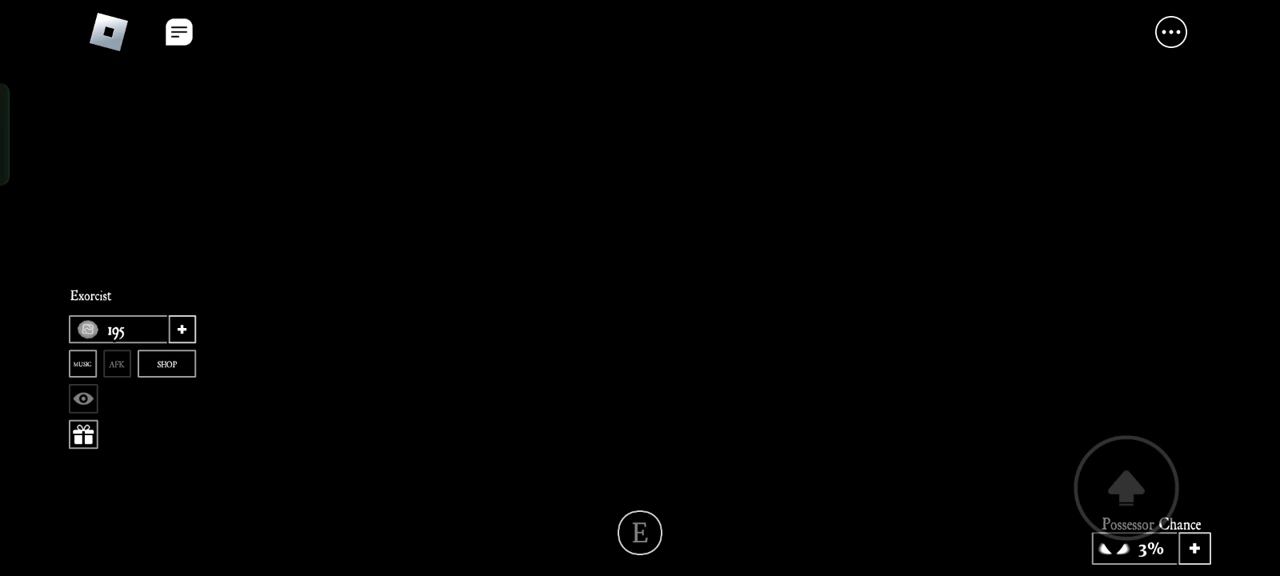 Exorcist
195 +
MUSIC AFK SHOP
E
Possessor Chance
3% +